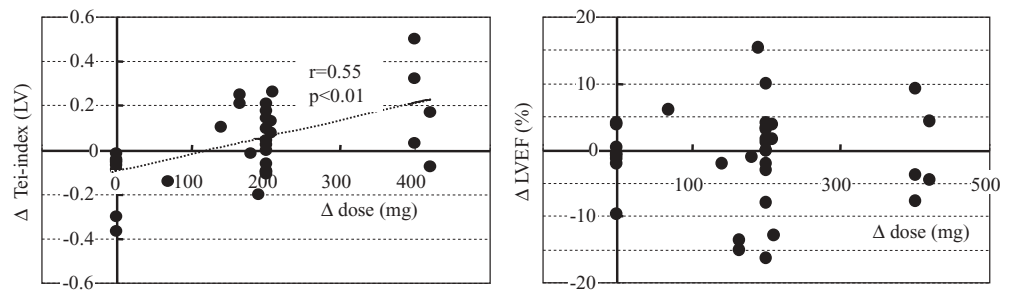 0.6
0.4
0.2
0
-0.2
-0.4
-0.6
Δ Tei-index (LV)
r=0.55
p<0.01
0 100 200 300 400
Δ dose (mg)
20
10
0
-10
-20
Δ LVEF (%)
100 300 500
Δ dose (mg)